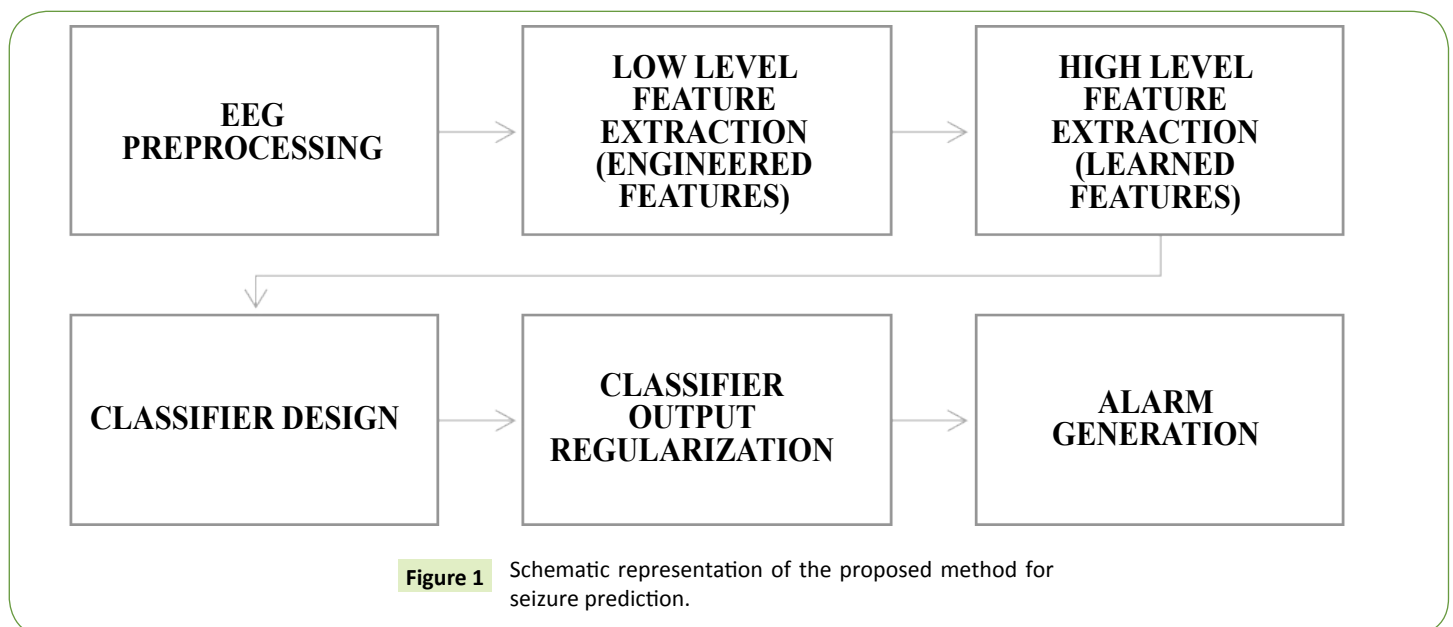 EEG
PREPROCESSING
LOW LEVEL
FEATURE
EXTRACTION
(ENGINEERED
FEATURES)
HIGH LEVEL
FEATURE
EXTRACTION
(LEARNED
FEATURES)
CLASSIFIER DESIGN
CLASSIFIER
OUTPUT
REGULARIZATION
ALARM
GENERATION
Figure 1 Schematic representation of the proposed method for
seizure prediction.